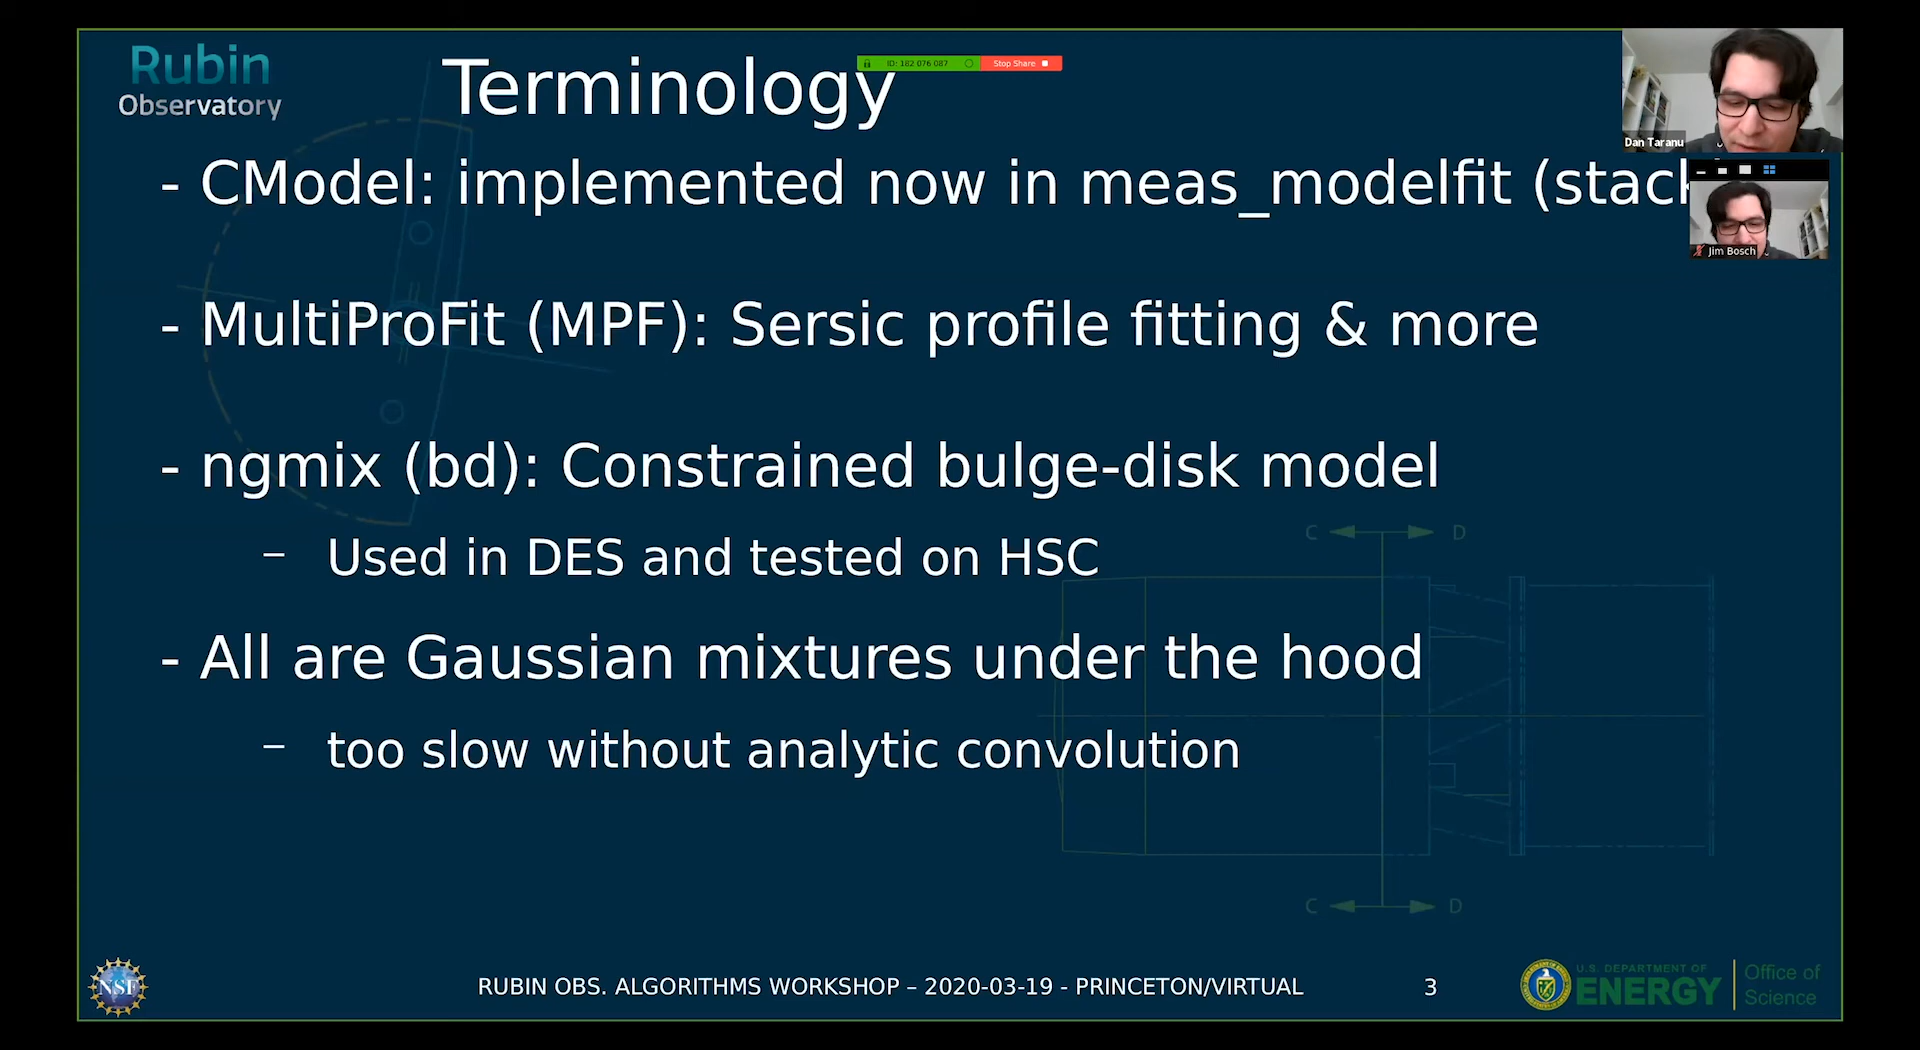 Rubin
Observatory
Terminology
ID: 182 076 087
Stop Share
Dan Taranu
- CModel: implemented now in meas_modelfit (stack
Jim Bosch
- MultiProFit (MPF): Sersic profile fitting & more
- ngmix (bd): Constrained bulge-disk model
– Used in DES and tested on HSC
C
D
- All are Gaussian mixtures under the hood
– too slow without analytic convolution
C
D
NSF
RUBIN OBS. ALGORITHMS WORKSHOP – 2020-03-19 - PRINCETON/VIRTUAL
3
U.S. DEPARTMENT OF
ENERGY
Office of
Science